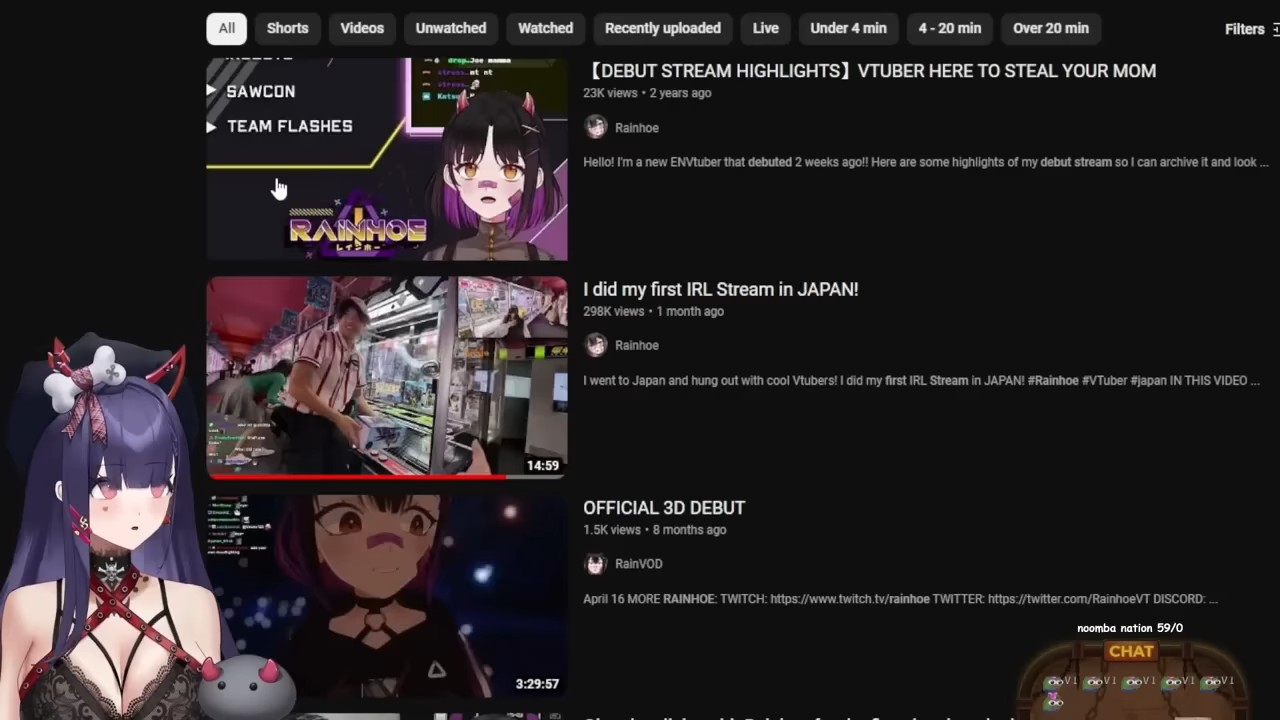 All
Shorts
Videos
Unwatched
Watched
Recently uploaded
Live
Under 4 min
4 - 20 min
Over 20 min
Filters
SAWCON
TEAM FLASHES
RAINHOE
レインホー
【DEBUT STREAM HIGHLIGHTS】VTUBER HERE TO STEAL YOUR MOM
23K views • 2 years ago
Rainhoe
Hello! I'm a new ENVtuber that debuted 2 weeks ago!! Here are some highlights of my debut stream so I can archive it and look ...
I did my first IRL Stream in JAPAN!
298K views • 1 month ago
Rainhoe
I went to Japan and hung out with cool Vtubers! I did my first IRL Stream in JAPAN! #Rainhoe #VTuber #japan IN THIS VIDEO ...
14:59
OFFICIAL 3D DEBUT
1.5K views • 8 months ago
RainVOD
April 16 MORE RAINHOE: TWITCH: https://www.twitch.tv/rainhoe TWITTER: https://twitter.com/RainhoeVT DISCORD: ...
3:29:57
noomba nation 59/0
CHAT